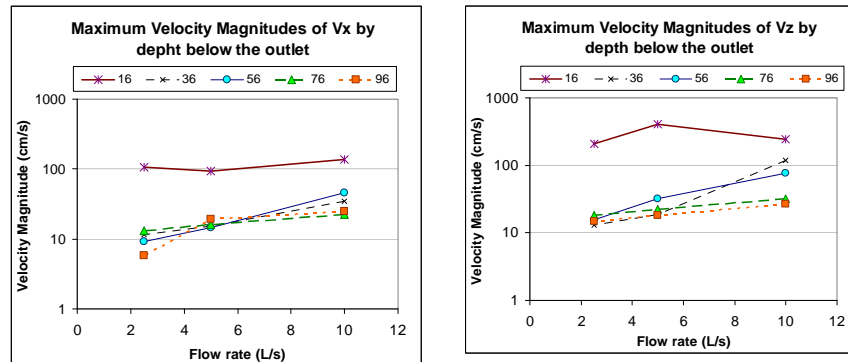 Maximum Velocity Magnitudes of Vx by
depht below the outlet
16 36 56 76 96
1000
100
10
1
0 2 4 6 8 10 12
Flow rate (L/s)
Velocity Magnitude (cm/s)
Maximum Velocity Magnitudes of Vz by
depth below the outlet
16 36 56 76 96
1000
100
10
1
0 2 4 6 8 10 12
Flow rate (L/s)
Velocity Magnitude (cm/s)